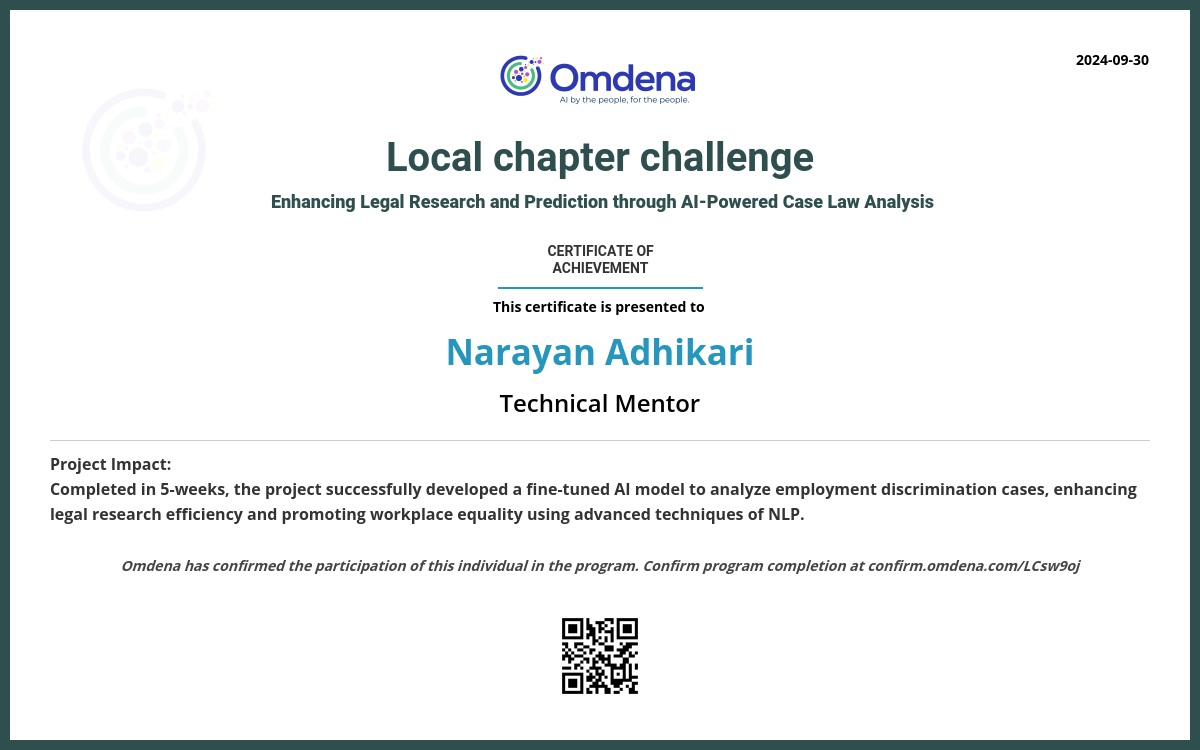 2024-09-30
Omdena
AI by the people, for the people.
Local chapter challenge
Enhancing Legal Research and Prediction through AI-Powered Case Law Analysis
CERTIFICATE OF
ACHIEVEMENT
This certificate is presented to
Narayan Adhikari
Technical Mentor
Project Impact:
Completed in 5-weeks, the project successfully developed a fine-tuned AI model to analyze employment discrimination cases, enhancing
legal research efficiency and promoting workplace equality using advanced techniques of NLP.
Omdena has confirmed the participation of this individual in the program. Confirm program completion at confirm.omdena.com/LCsw9oj